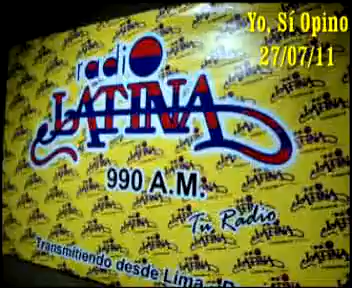 Yo, Sí Opino
27/07/11
radio
LATINA
990 A.M.
Tu Radio
Transmitiendo desde Lima